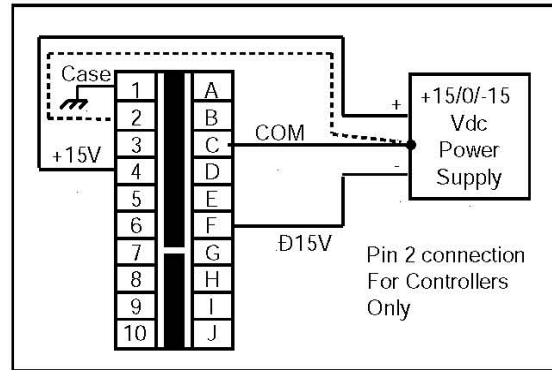 Case
+15V
1 A
2 B
3 C
4 D
5 E
6 F
7 G
8 H
9 I
10 J
COM
Ð15V
+
-
+15/0/-15
Vdc
Power
Supply
Pin 2 connection
For Controllers
Only